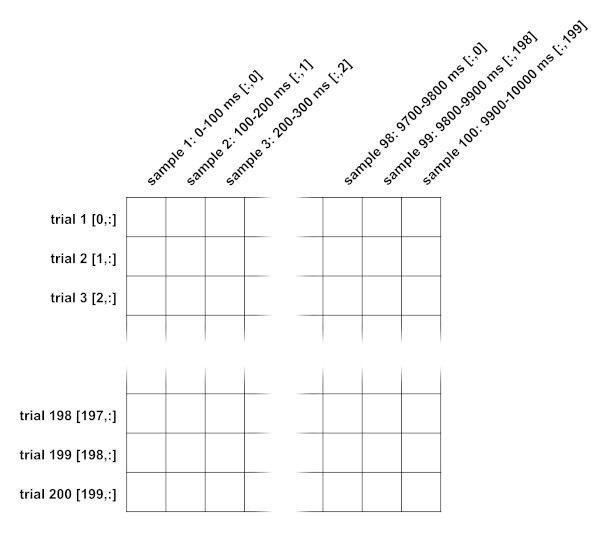 sample 1: 0-100 ms [:,0]
sample 2: 100-200 ms [:,1]
sample 3: 200-300 ms [:,2]
sample 98: 9700-9800 ms [:,0]
sample 99: 9800-9900 ms [:,198]
sample 100: 9900-10000 ms [:,199]
trial 1 [0,:]
trial 2 [1,:]
trial 3 [2,:]
trial 198 [197,:]
trial 199 [198,:]
trial 200 [199,:]